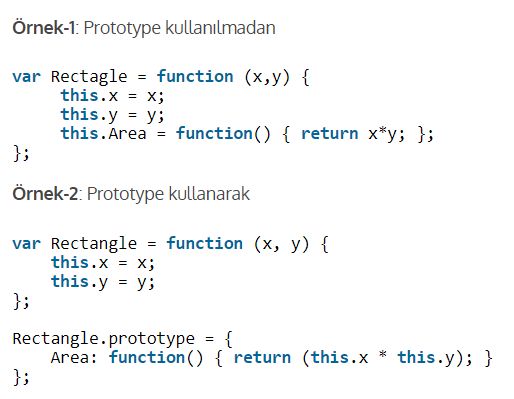 Örnek-1: Prototype kullanılmadan
var Rectagle = function (x,y) {
     this.x = x;
     this.y = y;
     this.Area = function() { return x*y; };
};
Örnek-2: Prototype kullanarak
var Rectangle = function (x, y) {
    this.x = x;
    this.y = y;
};
Rectangle.prototype = {
    Area: function() { return (this.x * this.y); }
};